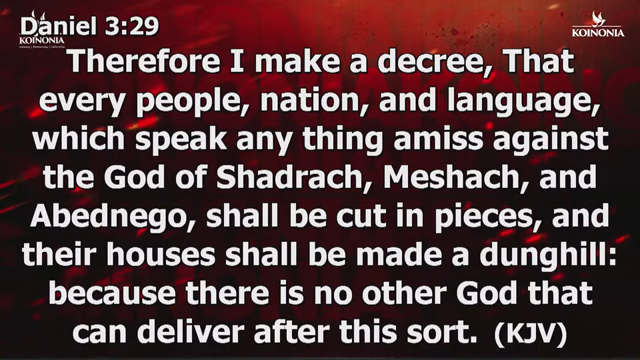 Daniel 3:29
KOINONIA
KOINONIA
Therefore I make a decree, That
every people, nation, and language,
which speak any thing amiss against
the God of Shadrach, Meshach, and
Abednego, shall be cut in pieces, and
their houses shall be made a dunghill:
because there is no other God that
can deliver after this sort. (KJV)